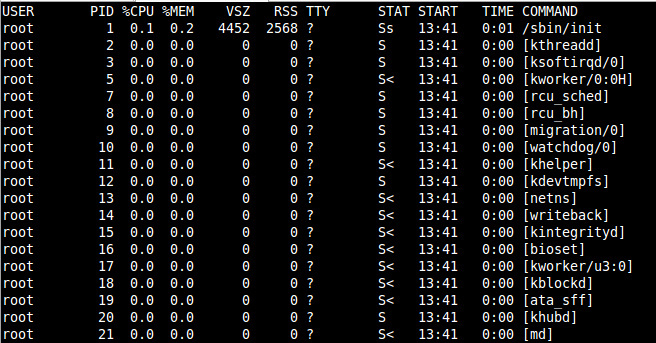 USER       PID %CPU %MEM    VSZ   RSS TTY      STAT START   TIME COMMAND
root         1  0.1  0.2   4452  2568 ?        Ss   13:41   0:01 /sbin/init
root         2  0.0  0.0      0     0 ?        S    13:41   0:00 [kthreadd]
root         3  0.0  0.0      0     0 ?        S    13:41   0:00 [ksoftirqd/0]
root         5  0.0  0.0      0     0 ?        S<   13:41   0:00 [kworker/0:0H]
root         7  0.0  0.0      0     0 ?        S    13:41   0:00 [rcu_sched]
root         8  0.0  0.0      0     0 ?        S    13:41   0:00 [rcu_bh]
root         9  0.0  0.0      0     0 ?        S    13:41   0:00 [migration/0]
root        10  0.0  0.0      0     0 ?        S    13:41   0:00 [watchdog/0]
root        11  0.0  0.0      0     0 ?        S<   13:41   0:00 [khelper]
root        12  0.0  0.0      0     0 ?        S    13:41   0:00 [kdevtmpfs]
root        13  0.0  0.0      0     0 ?        S<   13:41   0:00 [netns]
root        14  0.0  0.0      0     0 ?        S<   13:41   0:00 [writeback]
root        15  0.0  0.0      0     0 ?        S<   13:41   0:00 [kintegrityd]
root        16  0.0  0.0      0     0 ?        S<   13:41   0:00 [bioset]
root        17  0.0  0.0      0     0 ?        S<   13:41   0:00 [kworker/u3:0]
root        18  0.0  0.0      0     0 ?        S<   13:41   0:00 [kblockd]
root        19  0.0  0.0      0     0 ?        S<   13:41   0:00 [ata_sff]
root        20  0.0  0.0      0     0 ?        S    13:41   0:00 [khubd]
root        21  0.0  0.0      0     0 ?        S<   13:41   0:00 [md]